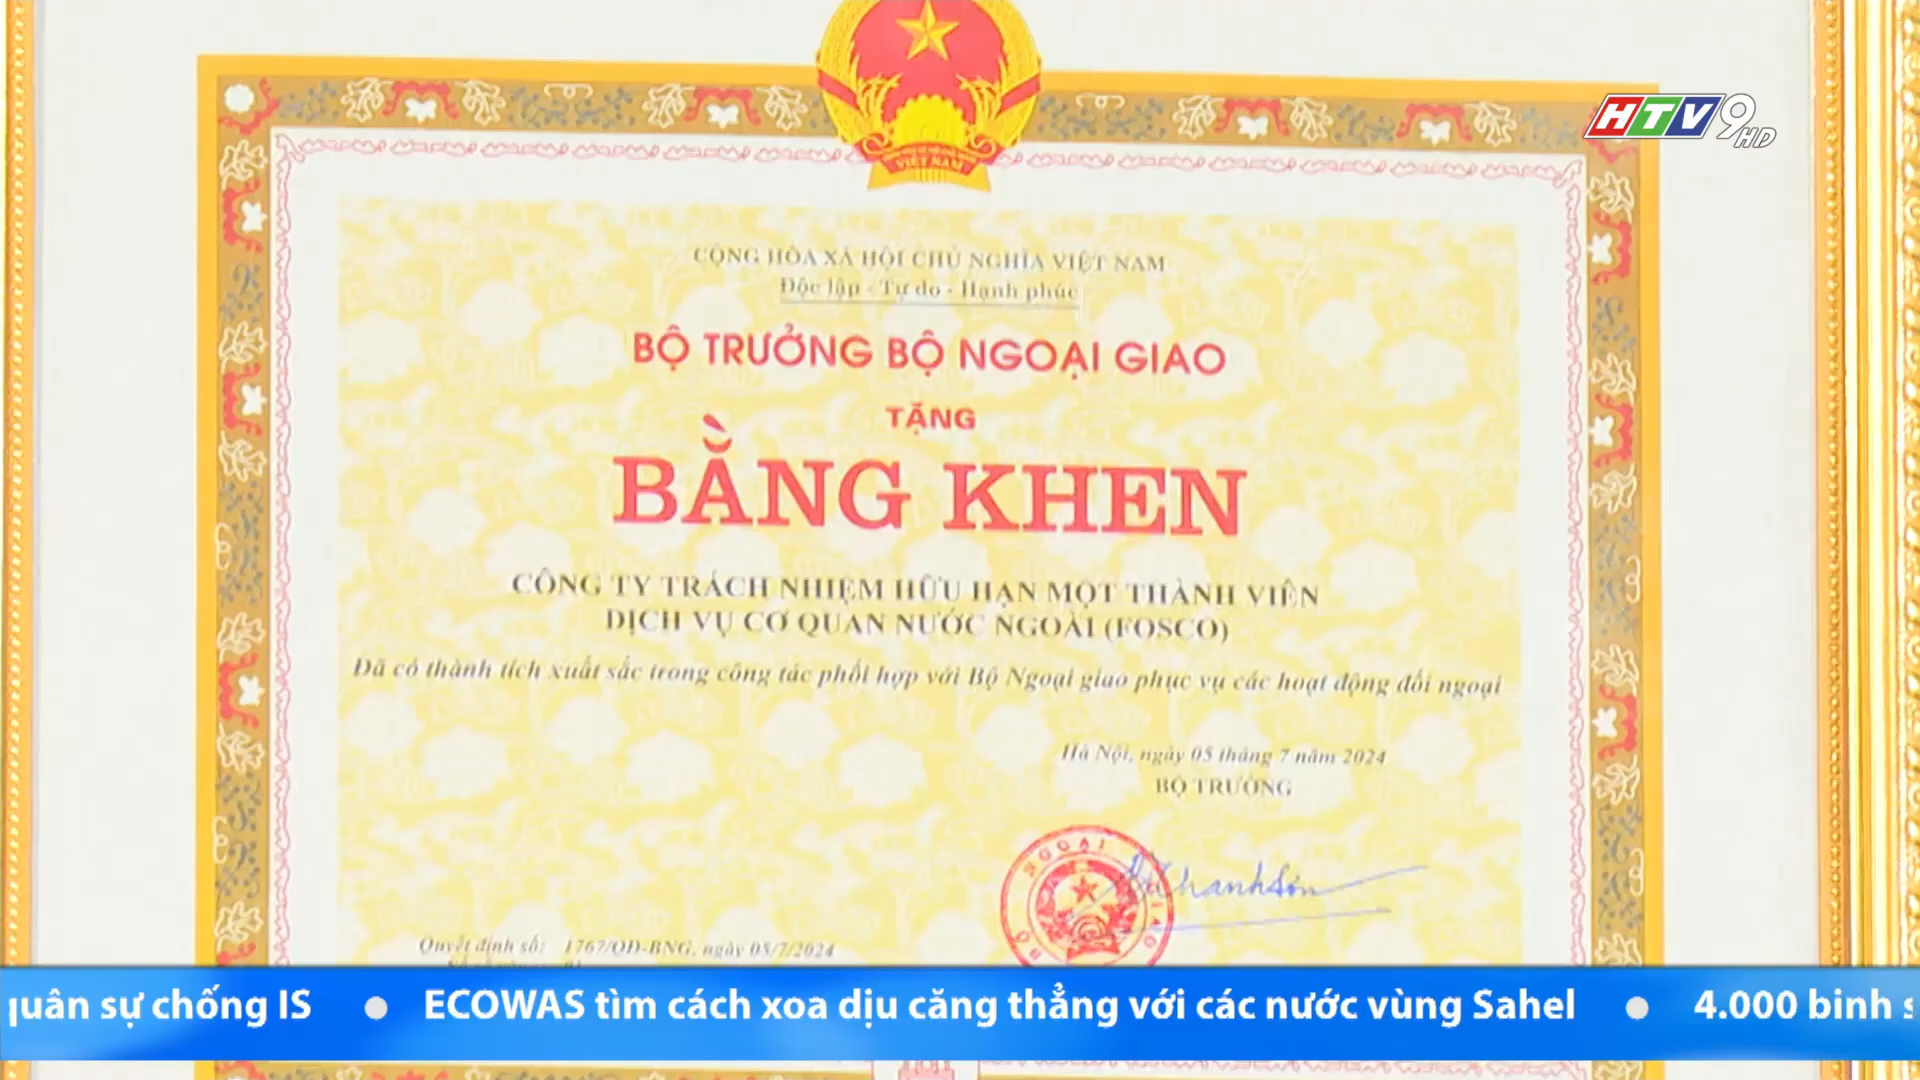 VIỆT NAM
HTV9 HD
CỘNG HÒA XÃ HỘI CHỦ NGHĨA VIỆT NAM
Độc lập - Tự do - Hạnh phúc
BỘ TRƯỞNG BỘ NGOẠI GIAO
TẶNG
BẰNG KHEN
CÔNG TY TRÁCH NHIỆM HỮU HẠN MỘT THÀNH VIÊN
DỊCH VỤ CƠ QUAN NƯỚC NGOÀI (FOSCO)
Đã có thành tích xuất sắc trong công tác phối hợp với Bộ Ngoại giao phục vụ các hoạt động đối ngoại
Hà Nội, ngày 05 tháng 7 năm 2024
BỘ TRƯỞNG
BỘ NGOẠI GIAO
Quyết định số: 1767/QĐ-BNG, ngày 05/7/2024
quân sự chống IS ● ECOWAS tìm cách xoa dịu căng thẳng với các nước vùng Sahel ● 4.000 binh